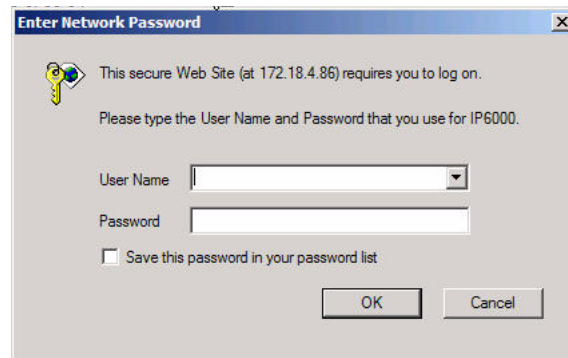 Enter Network Password
This secure Web Site (at 172.18.4.86) requires you to log on.
Please type the User Name and Password that you use for IP6000.
User Name
Password
Save this password in your password list
OK Cancel